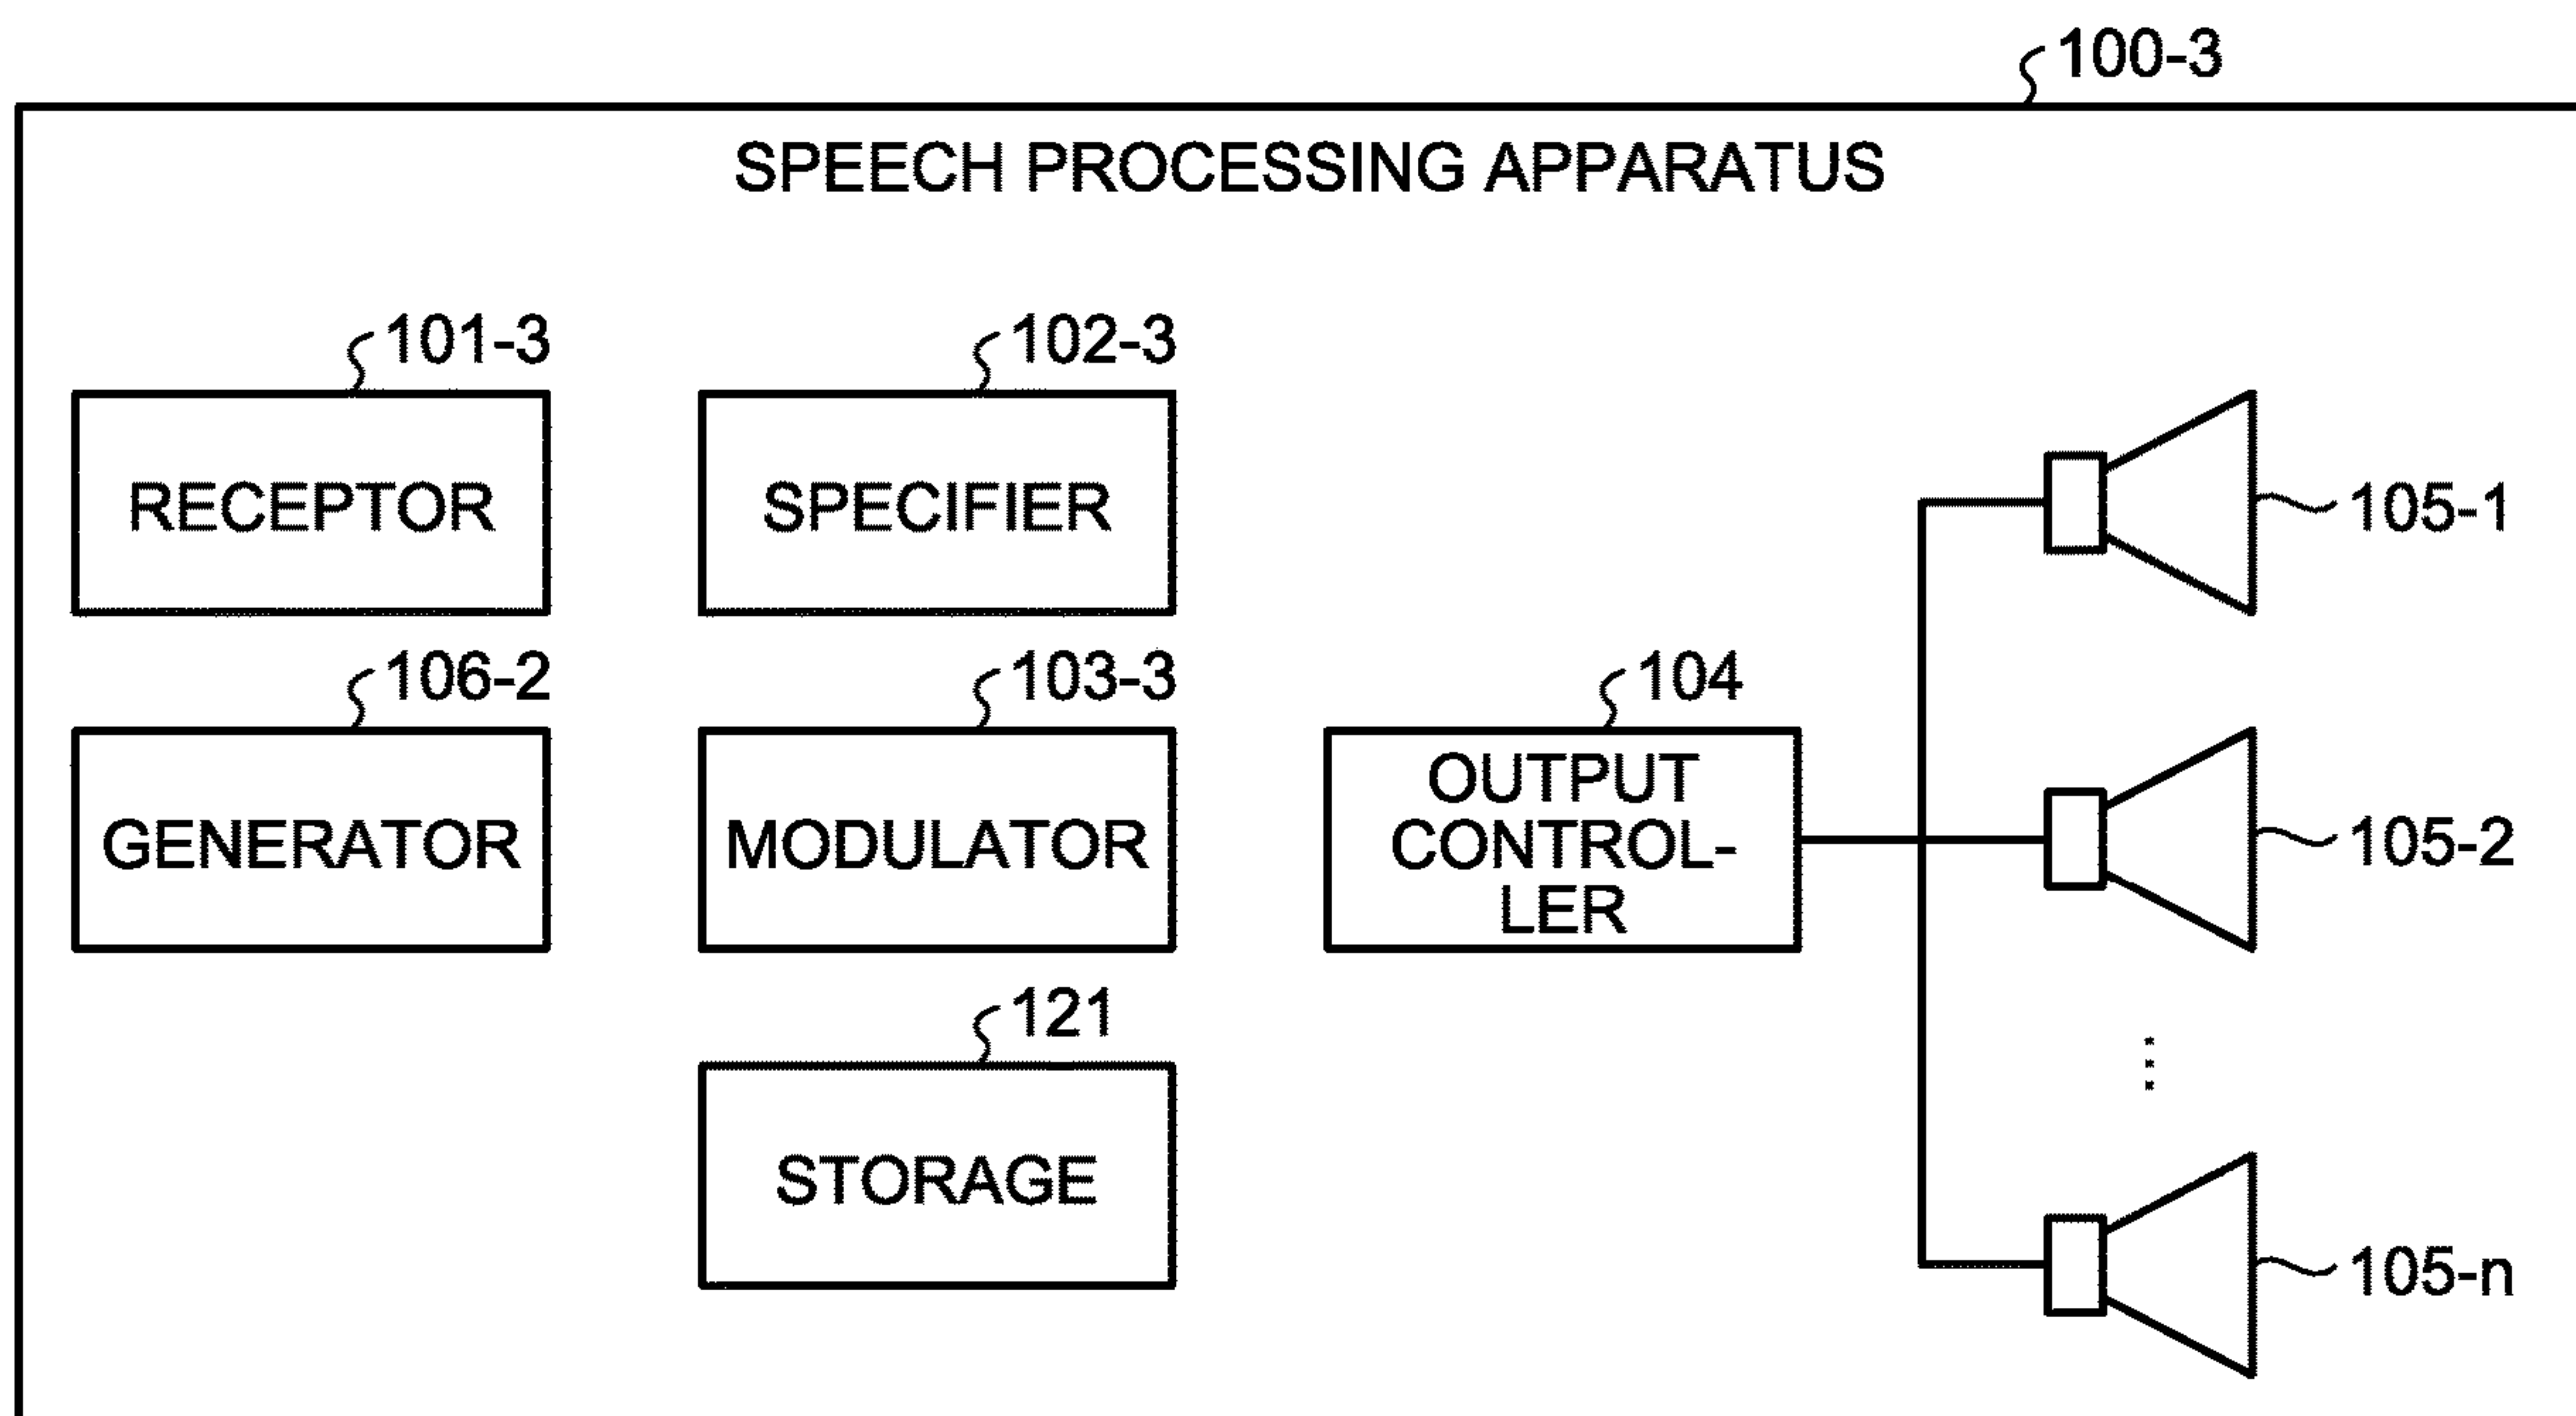 100-3
SPEECH PROCESSING APPARATUS
101-3
102-3
RECEPTOR
SPECIFIER
105-1
106-2
103-3
104
GENERATOR
MODULATOR
OUTPUT
CONTROL-
LER
105-2
121
STORAGE
105-n